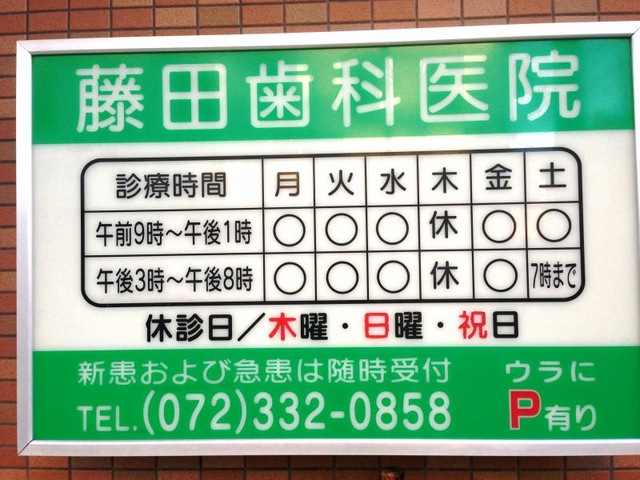 藤田歯科医院
診療時間 月 火 水 木 金 土
午前9時～午後1時 ○ ○ ○ 休 ○ ○
午後3時～午後8時 ○ ○ ○ 休 ○ 7時まで
休診日／木曜・日曜・祝日
新患および急患は随時受付
TEL.(072)332-0858
ウラに
P有り